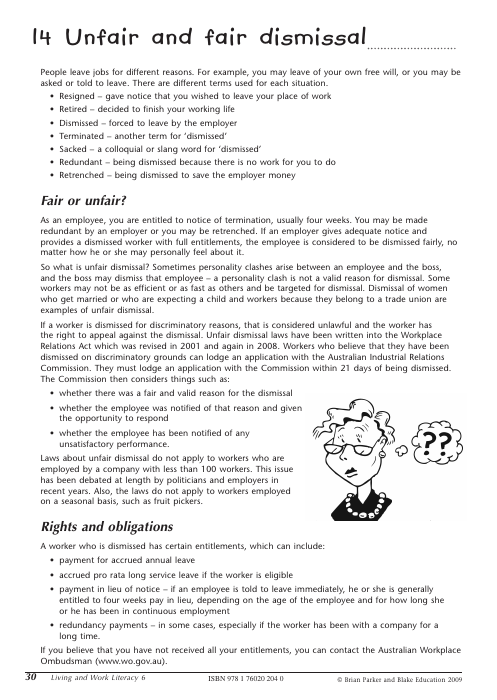 14 Unfair and fair dismissal
People leave jobs for different reasons. For example, you may leave of your own free will, or you may be
asked or told to leave. There are different terms used for each situation.
• Resigned – gave notice that you wished to leave your place of work
• Retired – decided to finish your working life
• Dismissed – forced to leave by the employer
• Terminated – another term for ‘dismissed’
• Sacked – a colloquial or slang word for ‘dismissed’
• Redundant – being dismissed because there is no work for you to do
• Retrenched – being dismissed to save the employer money
Fair or unfair?
As an employee, you are entitled to notice of termination, usually four weeks. You may be made
redundant by an employer or you may be retrenched. If an employer gives adequate notice and
provides a dismissed worker with full entitlements, the employee is considered to be dismissed fairly, no
matter how he or she may personally feel about it.
So what is unfair dismissal? Sometimes personality clashes arise between an employee and the boss,
and the boss may dismiss that employee – a personality clash is not a valid reason for dismissal. Some
workers may not be as efficient or as fast as others and be targeted for dismissal. Dismissal of women
who get married or who are expecting a child and workers because they belong to a trade union are
examples of unfair dismissal.
If a worker is dismissed for discriminatory reasons, that is considered unlawful and the worker has
the right to appeal against the dismissal. Unfair dismissal laws have been written into the Workplace
Relations Act which was revised in 2001 and again in 2008. Workers who believe that they have been
dismissed on discriminatory grounds can lodge an application with the Australian Industrial Relations
Commission. They must lodge an application with the Commission within 21 days of being dismissed.
The Commission then considers things such as:
• whether there was a fair and valid reason for the dismissal
• whether the employee was notified of that reason and given
the opportunity to respond
• whether the employee has been notified of any
unsatisfactory performance.
??
Laws about unfair dismissal do not apply to workers who are
employed by a company with less than 100 workers. This issue
has been debated at length by politicians and employers in
recent years. Also, the laws do not apply to workers employed
on a seasonal basis, such as fruit pickers.
Rights and obligations
A worker who is dismissed has certain entitlements, which can include:
• payment for accrued annual leave
• accrued pro rata long service leave if the worker is eligible
• payment in lieu of notice – if an employee is told to leave immediately, he or she is generally
entitled to four weeks pay in lieu, depending on the age of the employee and for how long she
or he has been in continuous employment
• redundancy payments – in some cases, especially if the worker has been with a company for a
long time.
If you believe that you have not received all your entitlements, you can contact the Australian Workplace
Ombudsman (www.wo.gov.au).
30 Living and Work Literacy 6 ISBN 978 1 76020 204 0 © Brian Parker and Blake Education 2009